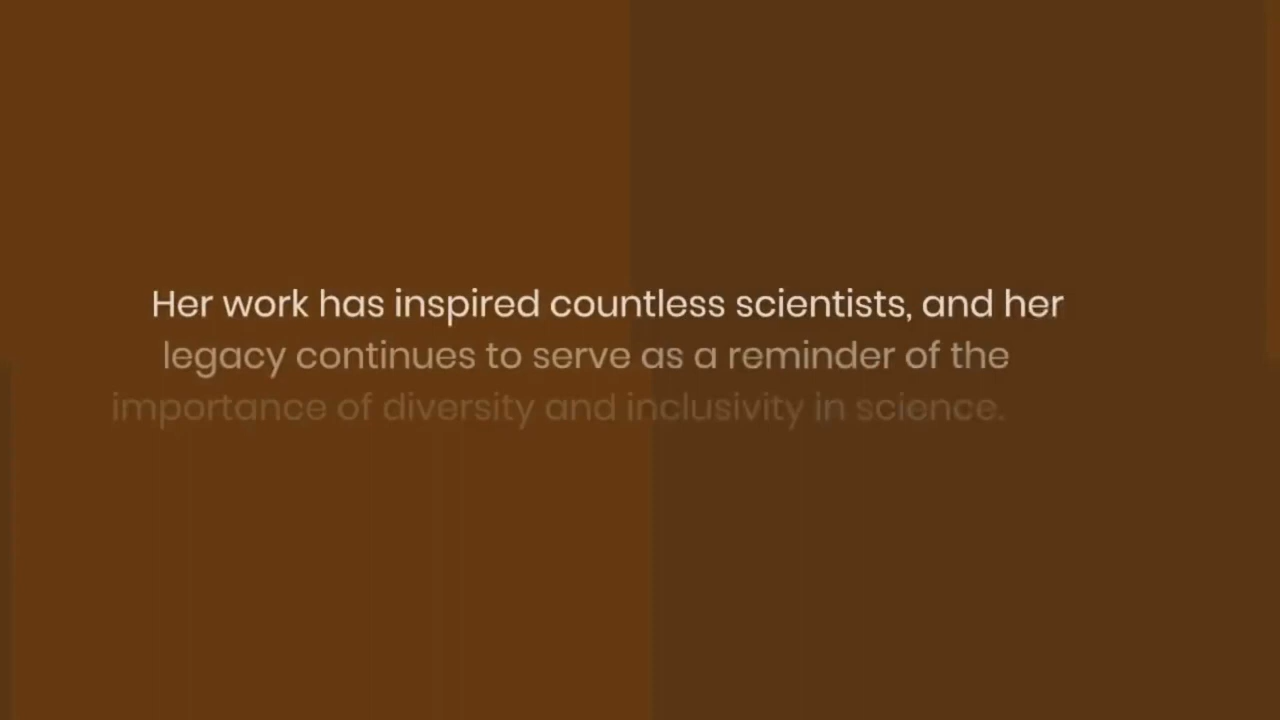 Her work has inspired countless scientists, and her
legacy continues to serve as a reminder of the
importance of diversity and inclusivity in science.